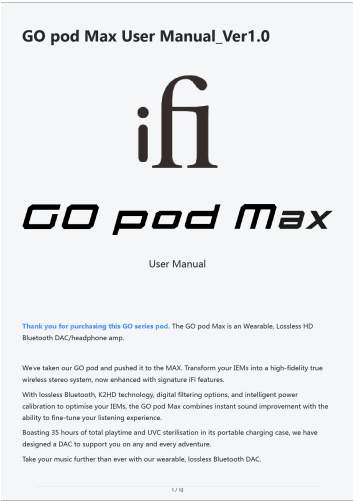 GO pod Max User Manual_Ver1.0
ifi
GO pod Max
User Manual
Thank you for purchasing this GO series pod. The GO pod Max is an Wearable, Lossless HD
Bluetooth DAC/headphone amp.
We've taken our GO pod and pushed it to the MAX. Transform your IEMs into a high-fidelity true
wireless stereo system, now enhanced with signature iFi features.
With lossless Bluetooth, K2HD technology, digital filtering options, and intelligent power
calibration to optimise your IEMs, the GO pod Max combines instant sound improvement with the
ability to fine-tune your listening experience.
Boasting 35 hours of total playtime and UVC sterilisation in its portable charging case, we have
designed a DAC to support you on any and every adventure.
Take your music further than ever with our wearable, lossless Bluetooth DAC.
1 / 10